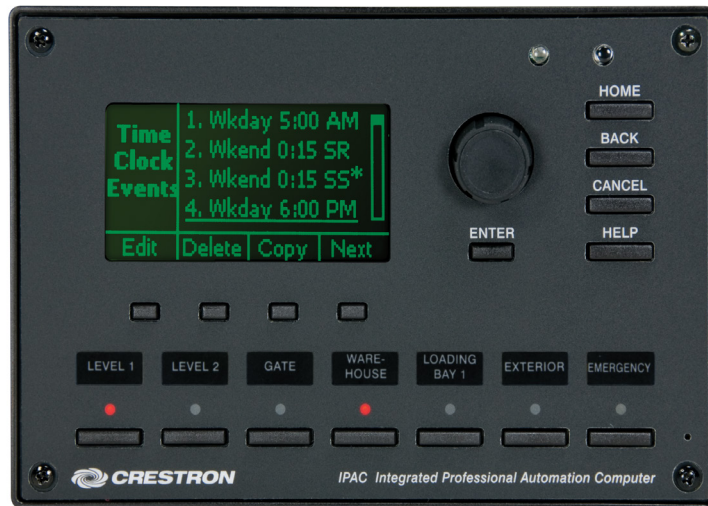 Time
Clock
Events
1. Wkday 5:00 AM
2. Wkend 0:15 SR
3. Wkend 0:15 SS*
4. Wkday 6:00 PM
Edit Delete Copy Next
HOME
BACK
CANCEL
ENTER
HELP
LEVEL 1
LEVEL 2
GATE
WARE-
HOUSE
LOADING
BAY 1
EXTERIOR
EMERGENCY
CRESTRON
IPAC Integrated Professional Automation Computer